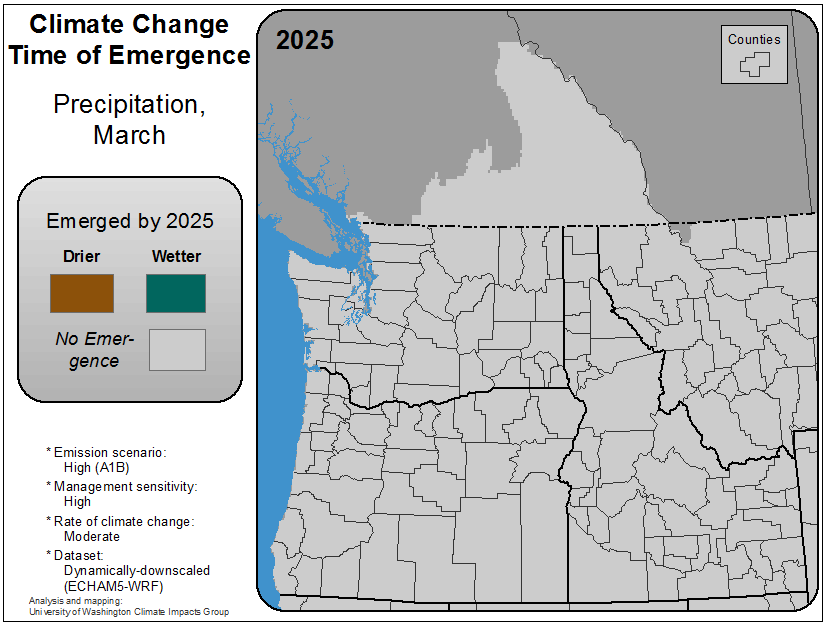 Climate Change
Time of Emergence
Precipitation,
March
Emerged by 2025
Drier
Wetter
No Emer-
gence
* Emission scenario:
High (A1B)
* Management sensitivity:
High
* Rate of climate change:
Moderate
* Dataset:
Dynamically-downscaled
(ECHAM5-WRF)
Analysis and mapping:
University of Washington Climate Impacts Group
2025
Counties